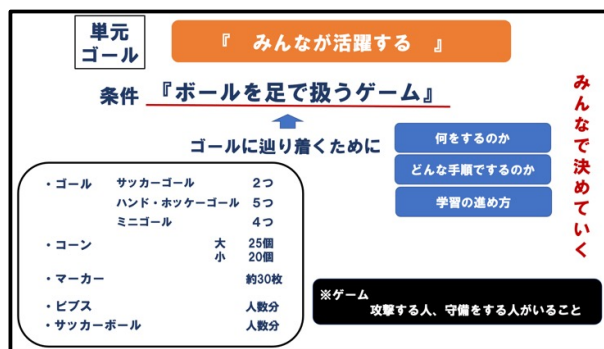 単元
ゴール
『 みんなが活躍する 』
条件 『ボールを足で扱うゲーム』
ゴールに辿り着くために
何をするのか
どんな手順でするのか
学習の進め方
みんなで決めていく
・ゴール サッカーゴール 2つ
ハンド・ホッケーゴール 5つ
ミニゴール 4つ
・コーン 大 25個
小 20個
・マーカー 約30枚
・ビブス 人数分
・サッカーボール 人数分
※ゲーム
攻撃する人、守備をする人がいること